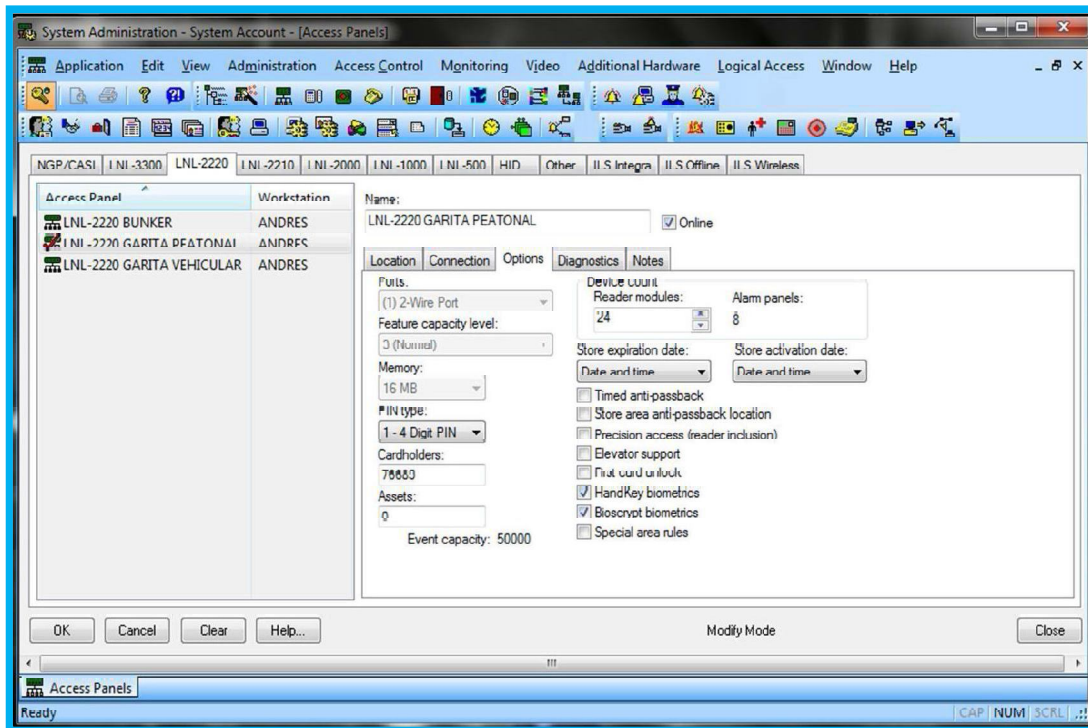 System Administration - System Account - [Access Panels]
Application Edit View Administration Access Control Monitoring Video Additional Hardware Logical Access Window Help
NGP/CASI LNL-3300 LNL-2220 LNL-2210 LNL-2000 LNL-1000 LNL-500 HID Other ILS Integra ILS Offline ILS Wireless
Access Panel Workstation
LNL-2220 BUNKER ANDRES
LNL-2220 GARITA PEATONAL ANDRES
LNL-2220 GARITA VEHICULAR ANDRES
Name:
LNL-2220 GARITA PEATONAL
Online
Location Connection Options Diagnostics Notes
Ports:
(1) 2-Wire Port
Feature capacity level:
3 (Normal)
Memory:
16 MB
PIN type:
1 - 4 Digit PIN
Cardholders:
Assets:
0
Event capacity: 50000
Device count
Reader modules: Alarm panels:
24 8
Store expiration date: Store activation date:
Date and time Date and time
Timed anti-passback
Store area anti-passback location
Precision access (reader inclusion)
Elevator support
First card unlock
HandKey biometrics
Bioscrypt biometrics
Special area rules
OK Cancel Clear Help... Modify Mode Close
Access Panels
Ready CAP NUM SCRL